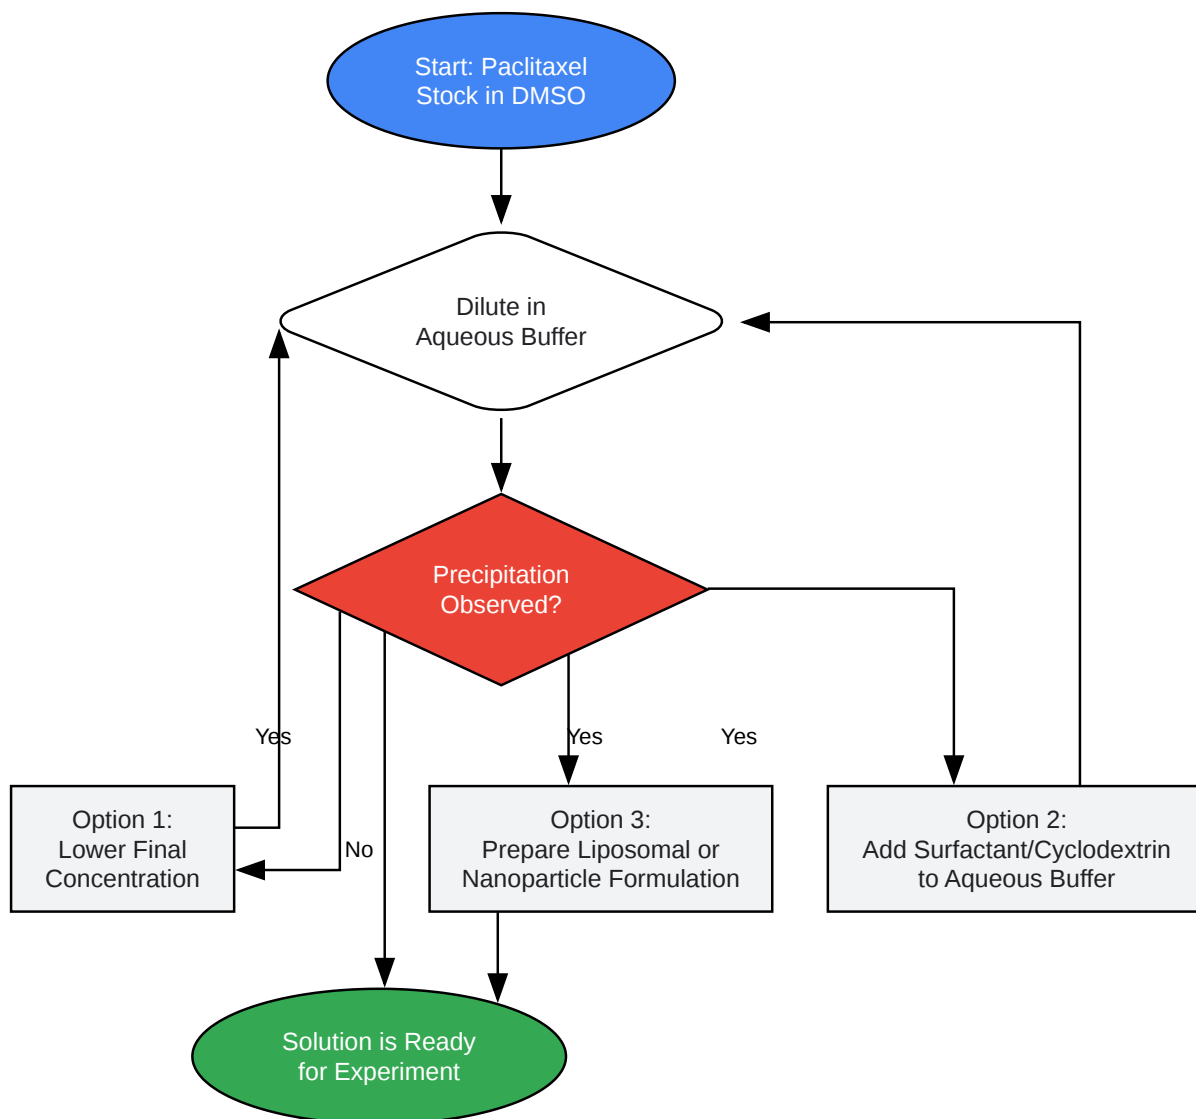 Start: Paclitaxel
Stock in DMSO
Dilute in
Aqueous Buffer
Precipitation
Observed?
Yes
Yes
Yes
Option 1:
Lower Final
Concentration
No
Option 3:
Prepare Liposomal or
Nanoparticle Formulation
Option 2:
Add Surfactant/Cyclodextrin
to Aqueous Buffer
Solution is Ready
for Experiment